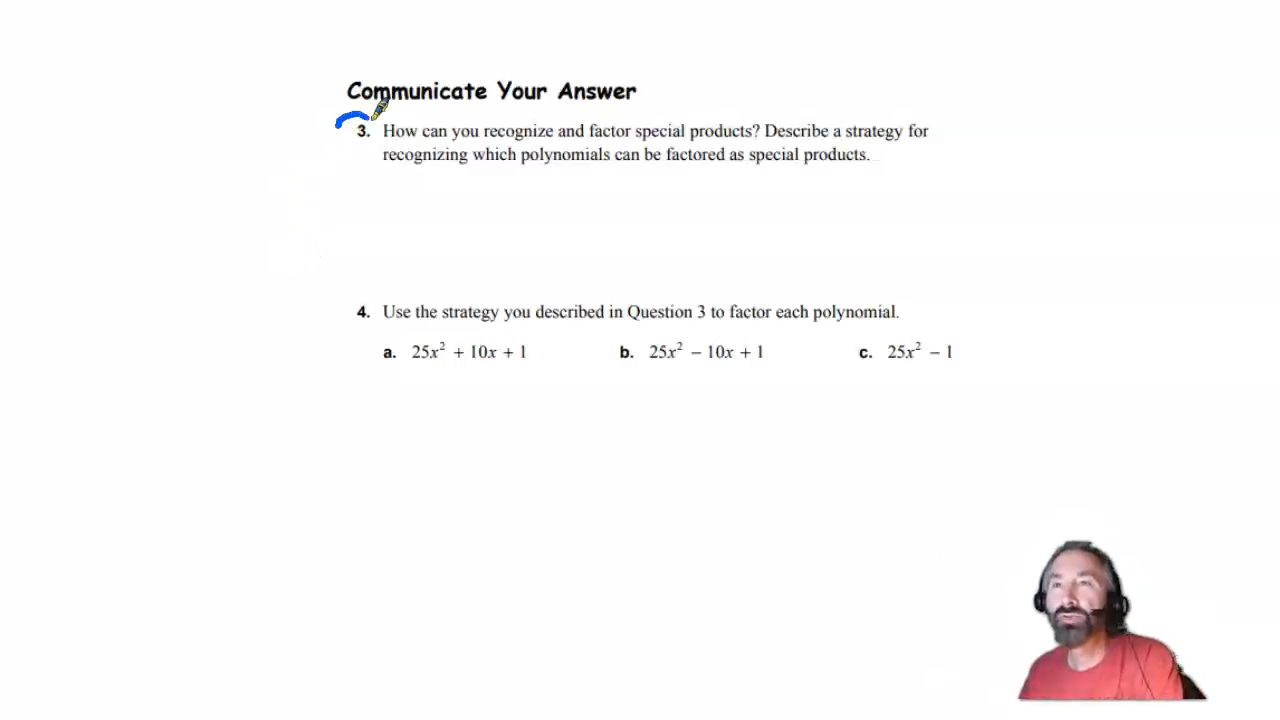 Communicate Your Answer
3. How can you recognize and factor special products? Describe a strategy for
recognizing which polynomials can be factored as special products.
4. Use the strategy you described in Question 3 to factor each polynomial.
a. 25x² + 10x + 1 b. 25x² − 10x + 1 c. 25x² − 1